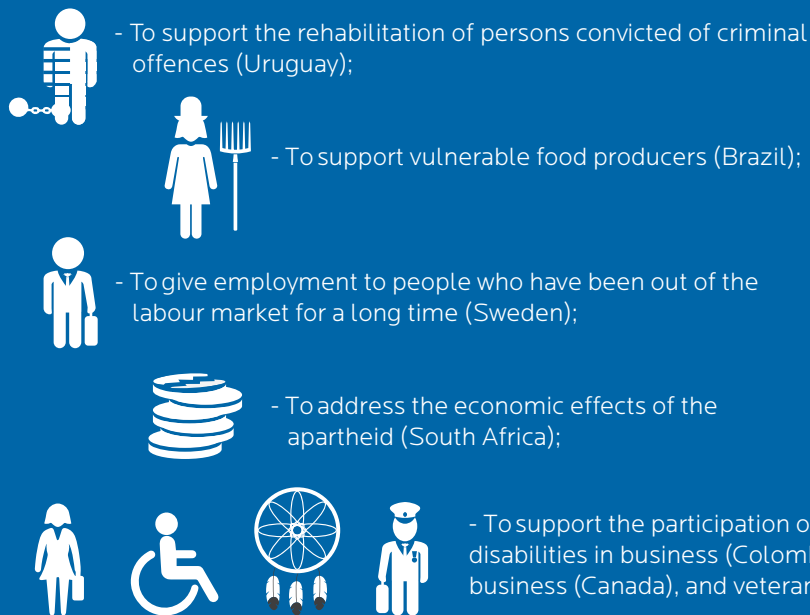 - To support the rehabilitation of persons convicted of criminal
offences (Uruguay);
- To support vulnerable food producers (Brazil);
- To give employment to people who have been out of the
labour market for a long time (Sweden);
- To address the economic effects of the
apartheid (South Africa);
- To support the participation
disabilities in business
business (Canada), and